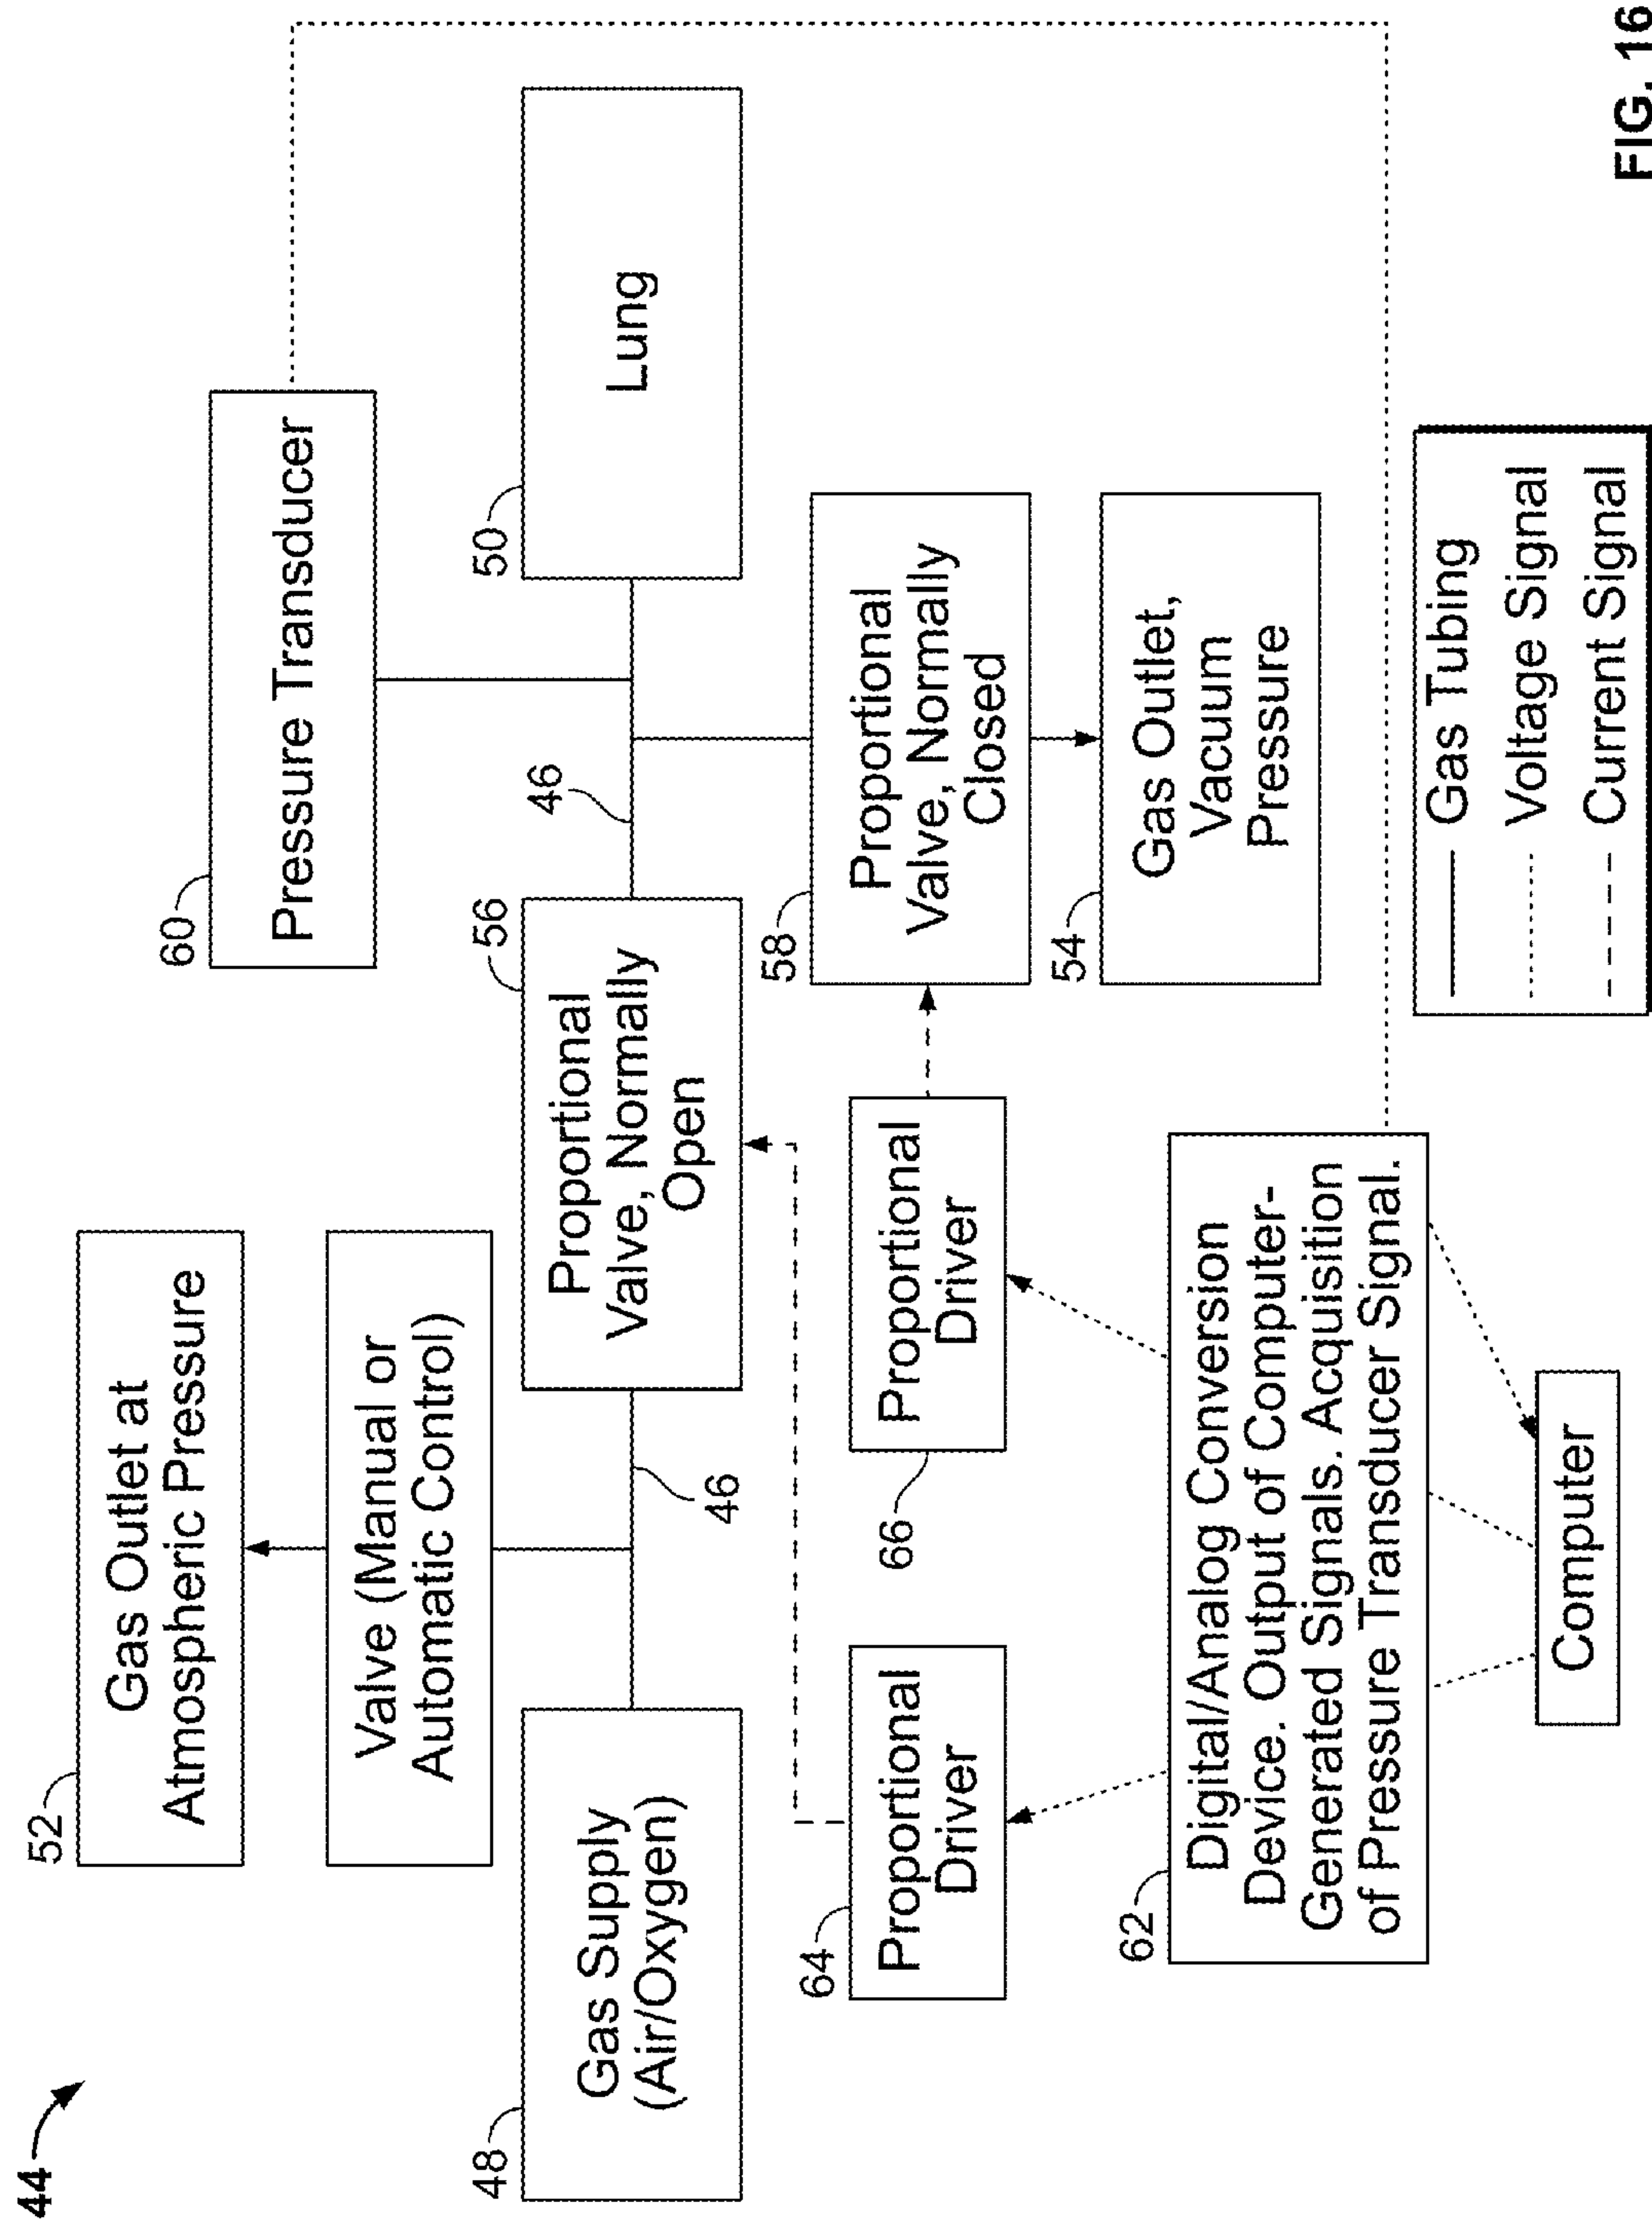 44
52
Gas Outlet at
Atmospheric Pressure
60
Pressure Transducer
Valve (Manual or
Automatic Control)
48
Gas Supply
(Air/Oxygen)
46
56
Proportional
Valve, Normally
Open
46
50
Lung
64
Proportional
Driver
66
Proportional
Driver
58
Proportional
Valve, Normally
Closed
54
Gas Outlet,
Vacuum
Pressure
62
Digital/Analog Conversion
Device. Output of Computer-
Generated Signals. Acquisition
of Pressure Transducer Signal.
Computer
Gas Tubing
Voltage Signal
Current Signal
FIG. 16